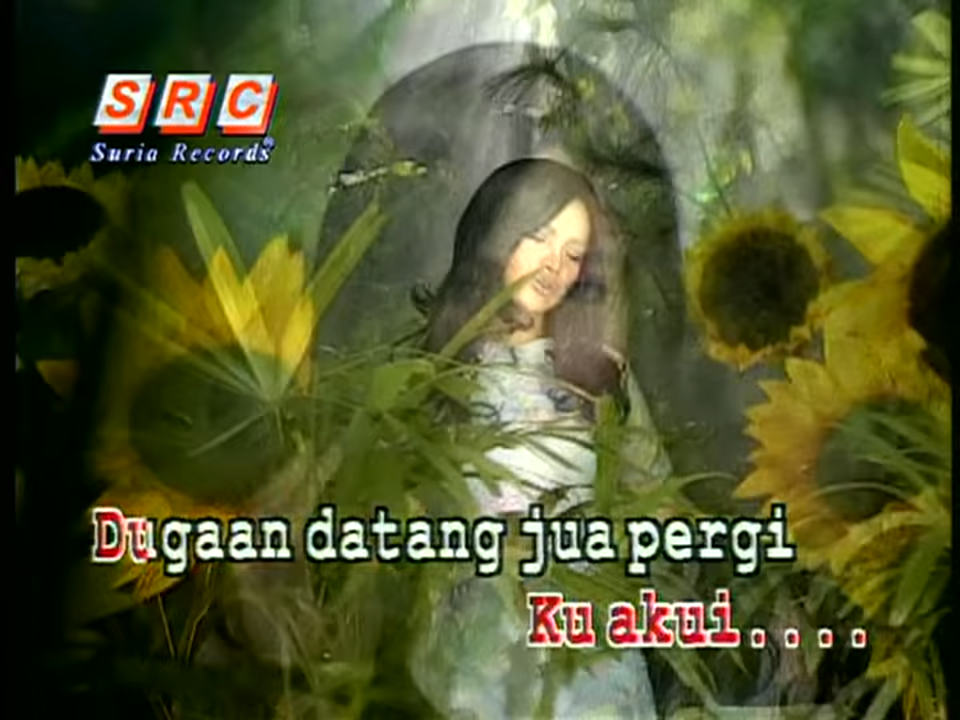 SRC
Suria Records®
Dugaan datang jua pergi
Ku akui....